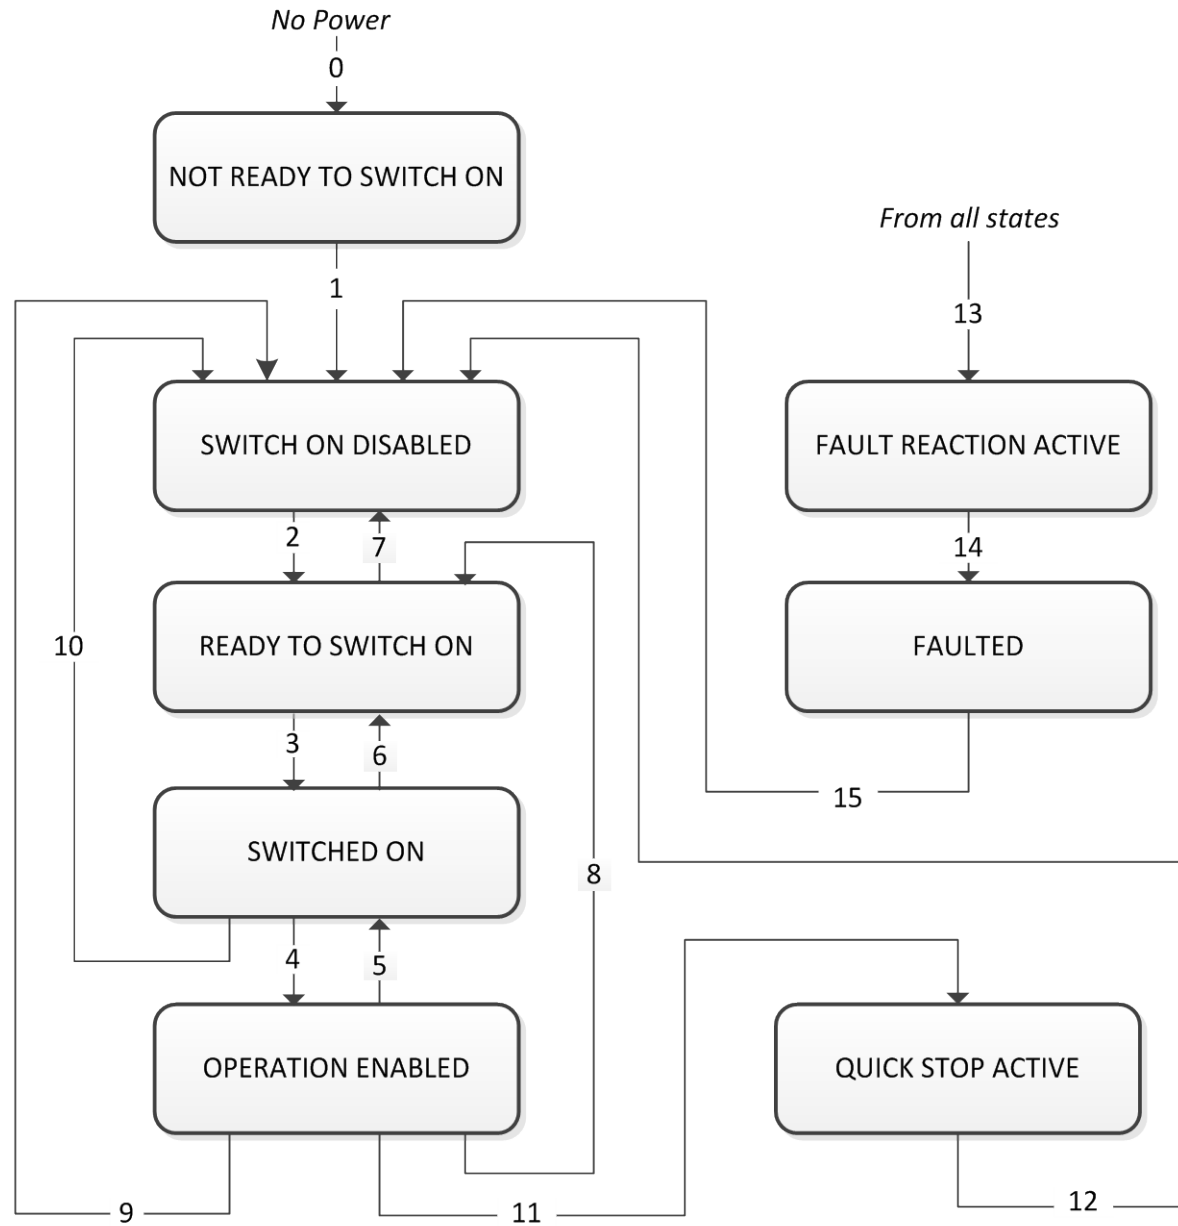 No Power
0
NOT READY TO SWITCH ON
From all states
1
13
SWITCH ON DISABLED
FAULT REACTION ACTIVE
2
7
14
10
READY TO SWITCH ON
FAULTED
3
6
15
SWITCHED ON
8
4
5
OPERATION ENABLED
QUICK STOP ACTIVE
9
11
12